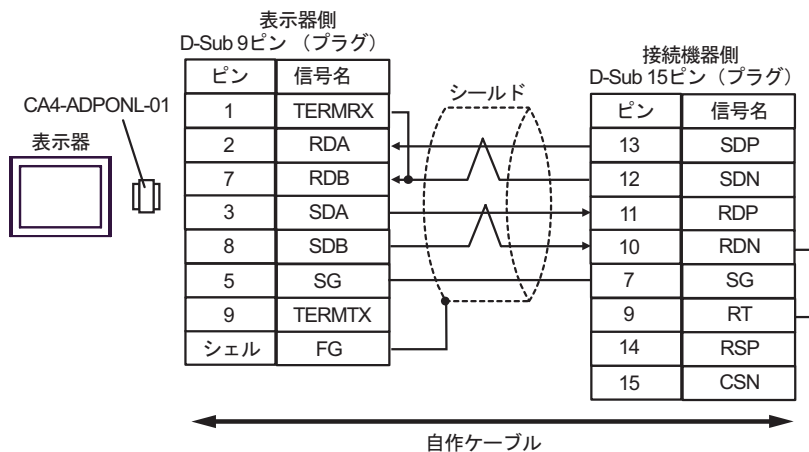 表示器側
D-Sub 9ピン （プラグ）
接続機器側
D-Sub 15ピン（プラグ）
CA4-ADPONL-01
表示器
シールド
ピン 信号名
1 TERMRX
2 RDA
7 RDB
3 SDA
8 SDB
5 SG
9 TERMTX
シェル FG
ピン 信号名
13 SDP
12 SDN
11 RDP
10 RDN
7 SG
9 RT
14 RSP
15 CSN
自作ケーブル